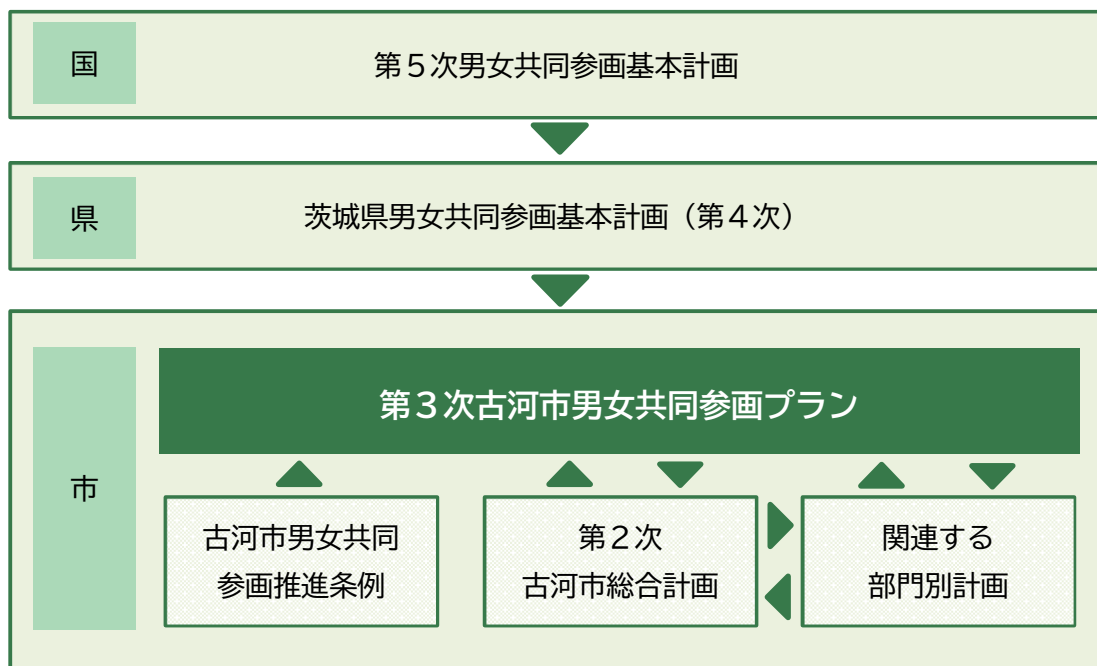 国
第５次男女共同参画基本計画
県
茨城県男女共同参画基本計画（第４次）
市
第３次古河市男女共同参画プラン
古河市男女共同
参画推進条例
第２次
古河市総合計画
関連する
部門別計画